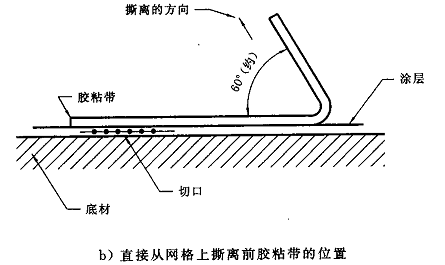 撕离的方向
60°(约)
胶粘带
涂层
切口
底材
b) 直接从网格上撕离前胶粘带的位置